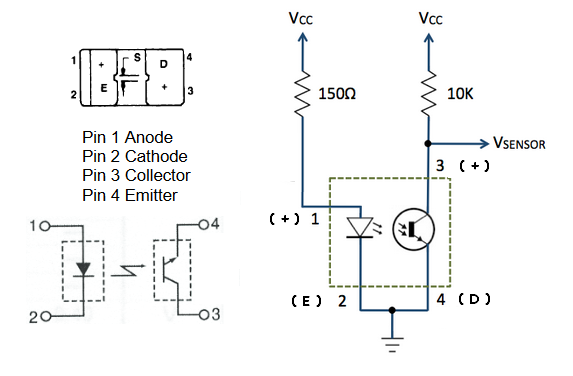 Vcc
Vcc
150Ω
10K
VSENSOR
3 (+)
(+) 1
(E) 2
4 (D)
1
+
S
D
4
2
E
+
3
Pin 1 Anode
Pin 2 Cathode
Pin 3 Collector
Pin 4 Emitter
1
4
2
3